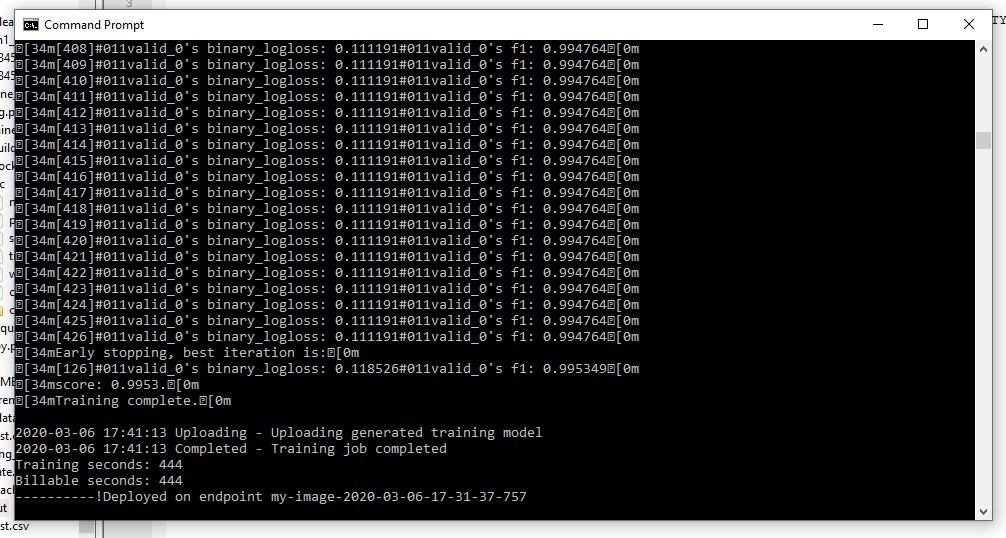 3
Command Prompt
TY
[34m[408]#011valid_0's binary_logloss: 0.111191#011valid_0's f1: 0.994764[0m
[34m[409]#011valid_0's binary_logloss: 0.111191#011valid_0's f1: 0.994764[0m
[34m[410]#011valid_0's binary_logloss: 0.111191#011valid_0's f1: 0.994764[0m
[34m[411]#011valid_0's binary_logloss: 0.111191#011valid_0's f1: 0.994764[0m
[34m[412]#011valid_0's binary_logloss: 0.111191#011valid_0's f1: 0.994764[0m
[34m[413]#011valid_0's binary_logloss: 0.111191#011valid_0's f1: 0.994764[0m
[34m[414]#011valid_0's binary_logloss: 0.111191#011valid_0's f1: 0.994764[0m
[34m[415]#011valid_0's binary_logloss: 0.111191#011valid_0's f1: 0.994764[0m
[34m[416]#011valid_0's binary_logloss: 0.111191#011valid_0's f1: 0.994764[0m
[34m[417]#011valid_0's binary_logloss: 0.111191#011valid_0's f1: 0.994764[0m
[34m[418]#011valid_0's binary_logloss: 0.111191#011valid_0's f1: 0.994764[0m
[34m[419]#011valid_0's binary_logloss: 0.111191#011valid_0's f1: 0.994764[0m
[34m[420]#011valid_0's binary_logloss: 0.111191#011valid_0's f1: 0.994764[0m
[34m[421]#011valid_0's binary_logloss: 0.111191#011valid_0's f1: 0.994764[0m
[34m[422]#011valid_0's binary_logloss: 0.111191#011valid_0's f1: 0.994764[0m
[34m[423]#011valid_0's binary_logloss: 0.111191#011valid_0's f1: 0.994764[0m
[34m[424]#011valid_0's binary_logloss: 0.111191#011valid_0's f1: 0.994764[0m
[34m[425]#011valid_0's binary_logloss: 0.111191#011valid_0's f1: 0.994764[0m
[34m[426]#011valid_0's binary_logloss: 0.111191#011valid_0's f1: 0.994764[0m
[34mEarly stopping, best iteration is:[0m
[34m[126]#011valid_0's binary_logloss: 0.118526#011valid_0's f1: 0.995349[0m
[34mscore: 0.9953.[0m
[34mTraining complete.[0m
2020-03-06 17:41:13 Uploading - Uploading generated training model
2020-03-06 17:41:13 Completed - Training job completed
Training seconds: 444
Billable seconds: 444
----------!Deployed on endpoint my-image-2020-03-06-17-31-37-757
st.csv